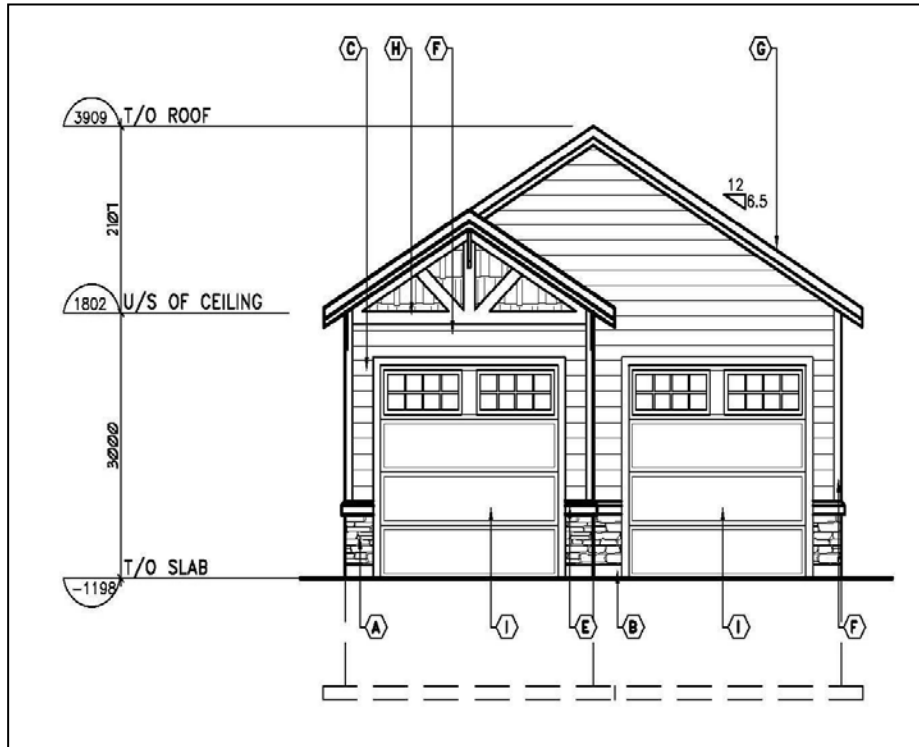 C H F G
3909 T/O ROOF
12
6.5
2107
1802 U/S OF CEILING
3000
T/O SLAB
-1198
A I E B I F